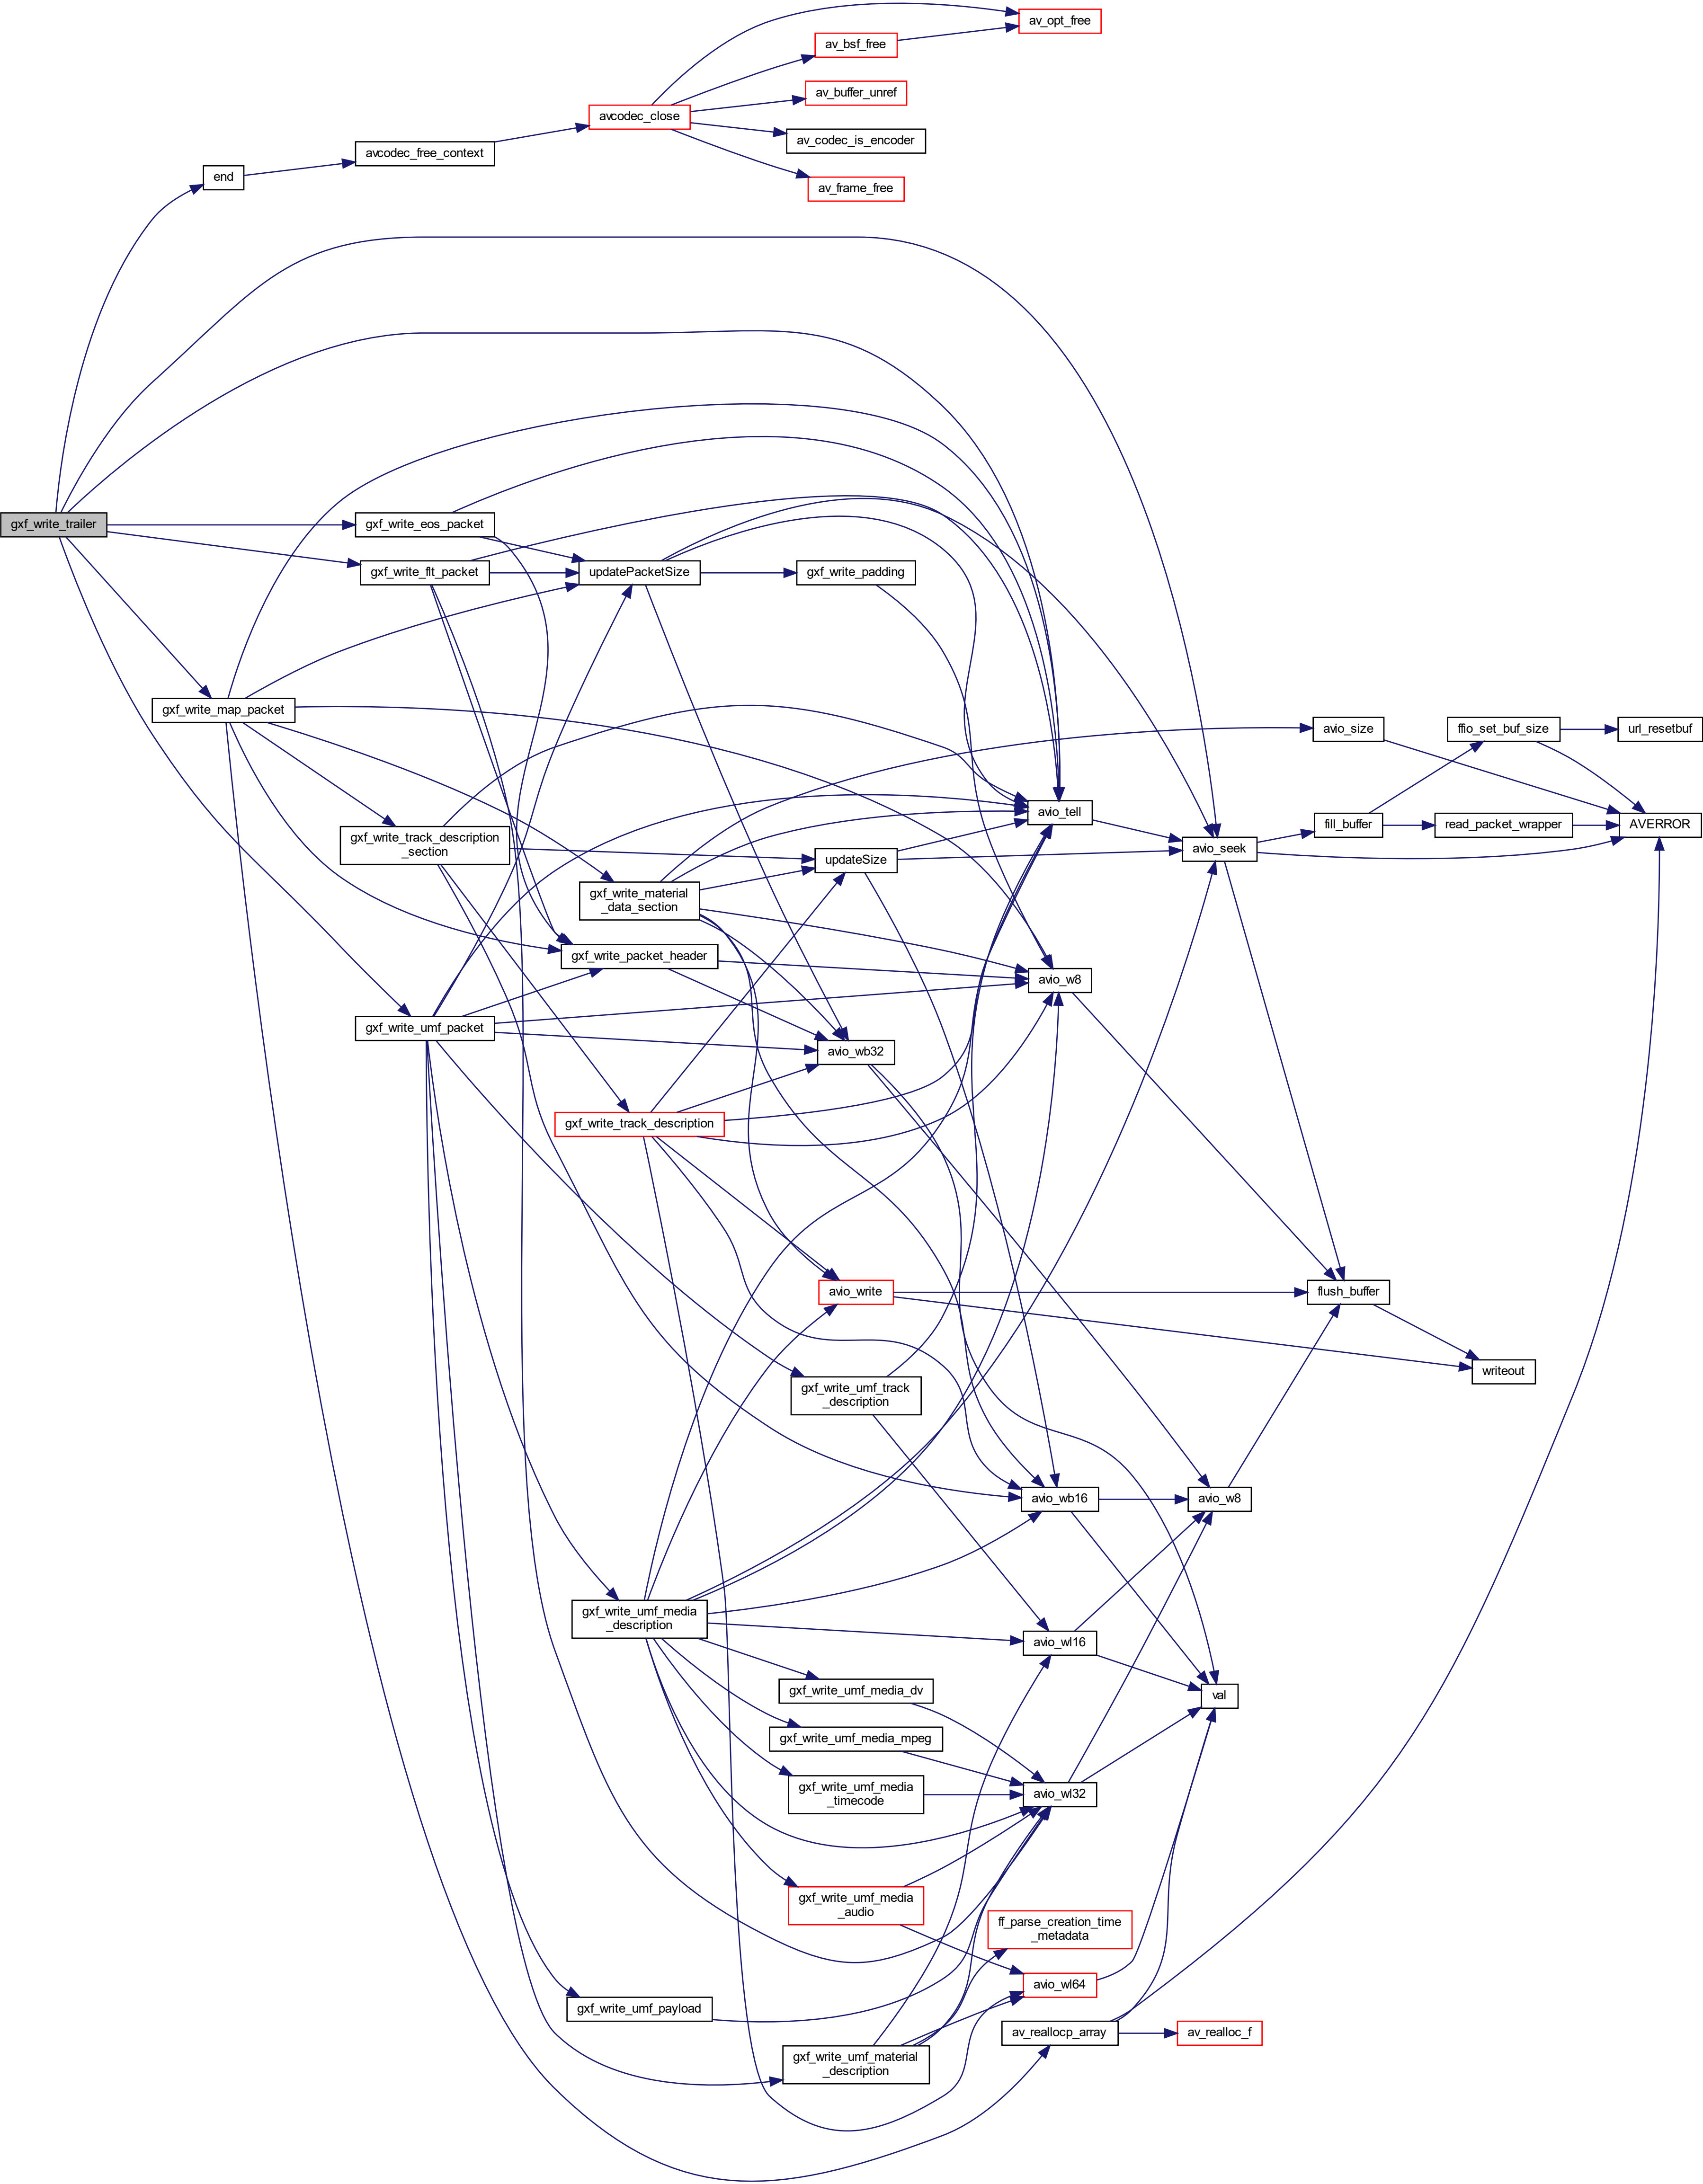 av_opt_free
av_bsf_free
av_buffer_unref
avcodec_close
av_codec_is_encoder
avcodec_free_context
end
av_frame_free
gxf_write_trailer
gxf_write_eos_packet
gxf_write_flt_packet
updatePacketSize
gxf_write_padding
gxf_write_map_packet
avio_size
ffio_set_buf_size
url_resetbuf
gxf_write_track_description
_section
avio_tell
fill_buffer
read_packet_wrapper
AVERROR
updateSize
avio_seek
gxf_write_material
_data_section
gxf_write_packet_header
avio_w8
gxf_write_umf_packet
avio_wb32
gxf_write_track_description
avio_write
flush_buffer
writeout
gxf_write_umf_track
_description
avio_wb16
avio_w8
gxf_write_umf_media
_description
avio_wl16
gxf_write_umf_media_dv
val
gxf_write_umf_media_mpeg
gxf_write_umf_media
_timecode
avio_wl32
gxf_write_umf_media
_audio
ff_parse_creation_time
_metadata
avio_wl64
gxf_write_umf_payload
av_reallocp_array
av_realloc_f
gxf_write_umf_material
_description